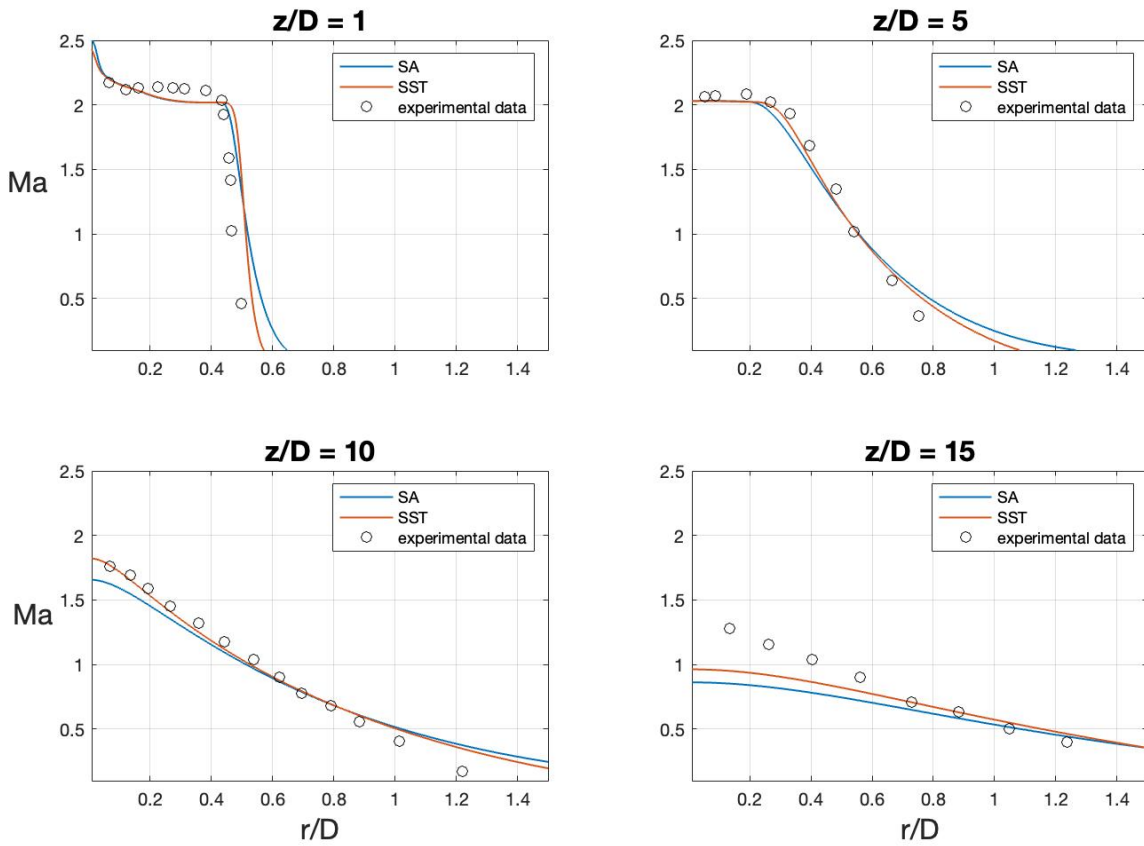 z/D = 1
2.5
2
1.5
1
0.5
Ma
0.2 0.4 0.6 0.8 1 1.2 1.4
SA
SST
experimental data
z/D = 5
2.5
2
1.5
1
0.5
0.2 0.4 0.6 0.8 1 1.2 1.4
SA
SST
experimental data
z/D = 10
2.5
2
1.5
1
0.5
Ma
0.2 0.4 0.6 0.8 1 1.2 1.4
r/D
SA
SST
experimental data
z/D = 15
2.5
2
1.5
1
0.5
0.2 0.4 0.6 0.8 1 1.2 1.4
r/D
SA
SST
experimental data